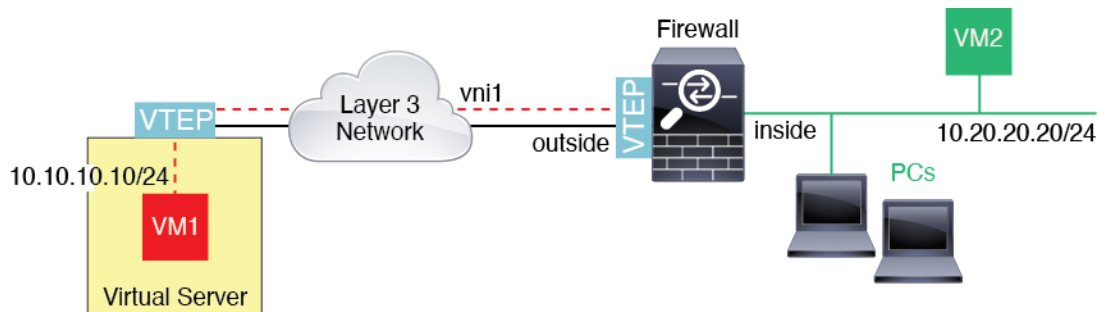 Firewall
VM2
Layer 3
Network
vni1
VTEP
VTEP
outside
inside
10.20.20.20/24
10.10.10.10/24
PCs
VM1
Virtual Server